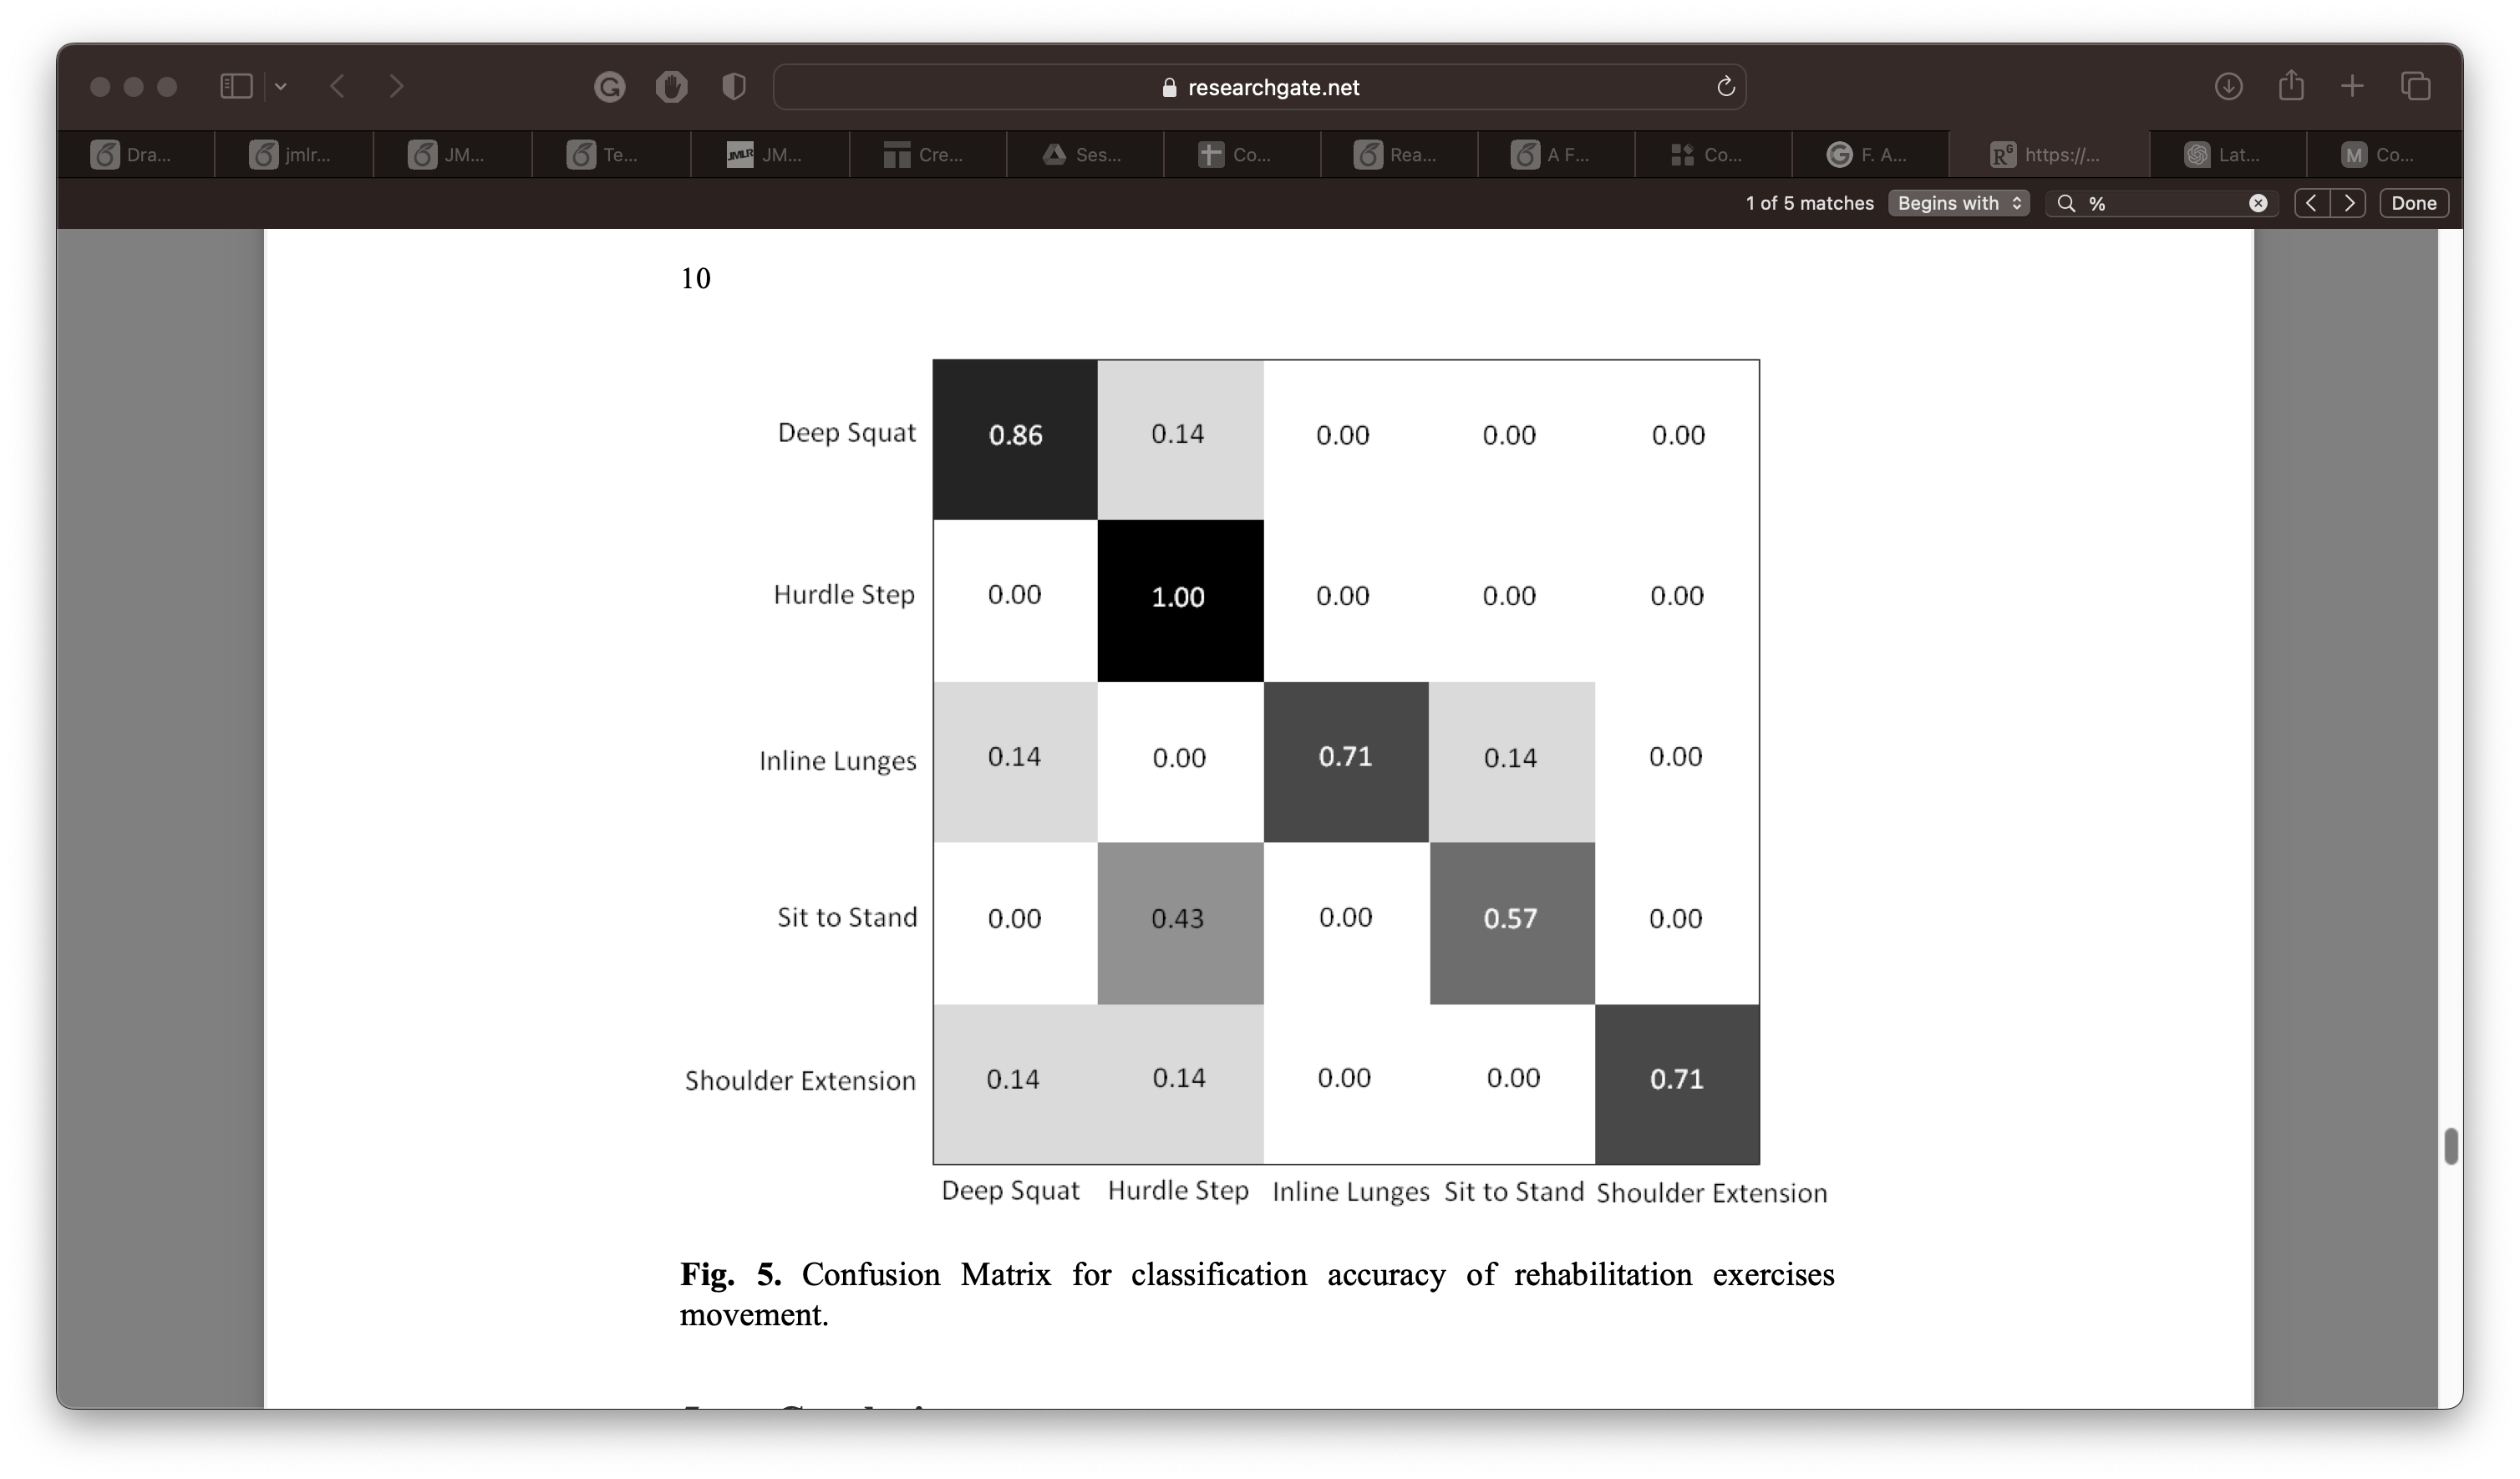 researchgate.net
Dra... jmlr... JM... Te... JMLR JM... Cre... Ses... Co... Rea... A F... Co... G F. A... RG https://... Lat... M Co...
1 of 5 matches Begins with % Done
10
Deep Squat 0.86 0.14 0.00 0.00 0.00
Hurdle Step 0.00 1.00 0.00 0.00 0.00
Inline Lunges 0.14 0.00 0.71 0.14 0.00
Sit to Stand 0.00 0.43 0.00 0.57 0.00
Shoulder Extension 0.14 0.14 0.00 0.00 0.71
Deep Squat Hurdle Step Inline Lunges Sit to Stand Shoulder Extension
Fig. 5. Confusion Matrix for classification accuracy of rehabilitation exercises
movement.